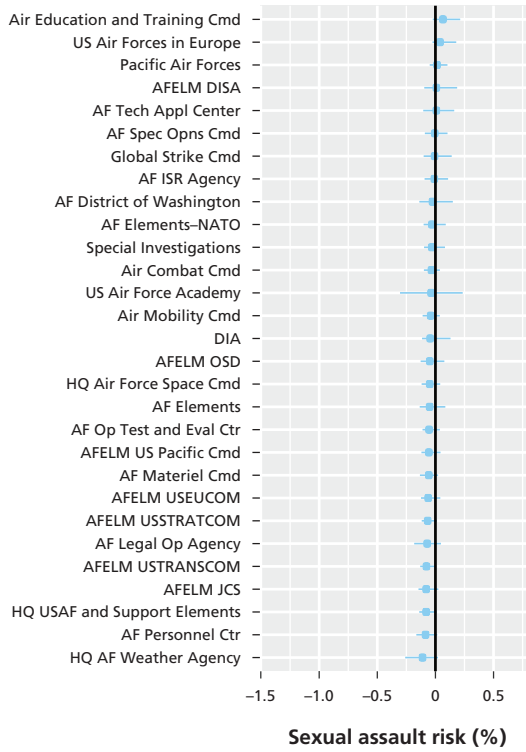 Air Education and Training Cmd
US Air Forces in Europe
Pacific Air Forces
AFELM DISA
AF Tech Appl Center
AF Spec Opns Cmd
Global Strike Cmd
AF ISR Agency
AF District of Washington
AF Elements–NATO
Special Investigations
Air Combat Cmd
US Air Force Academy
Air Mobility Cmd
DIA
AFELM OSD
HQ Air Force Space Cmd
AF Elements
AF Op Test and Eval Ctr
AFELM US Pacific Cmd
AF Materiel Cmd
AFELM USEUCOM
AFELM USSTRATCOM
AF Legal Op Agency
AFELM USTRANSCOM
AFELM JCS
HQ USAF and Support Elements
AF Personnel Ctr
HQ AF Weather Agency
–1.5 –1.0 –0.5 0 0.5
Sexual assault risk (%)